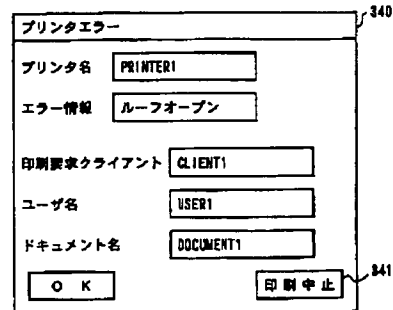 プリンタエラー 340
プリンタ名 PRINTER1
エラー情報 ルーフオープン
印刷要求クライアント CLIENT1
ユーザ名 USER1
ドキュメント名 DOCUMENT1
OK 印刷中止 341